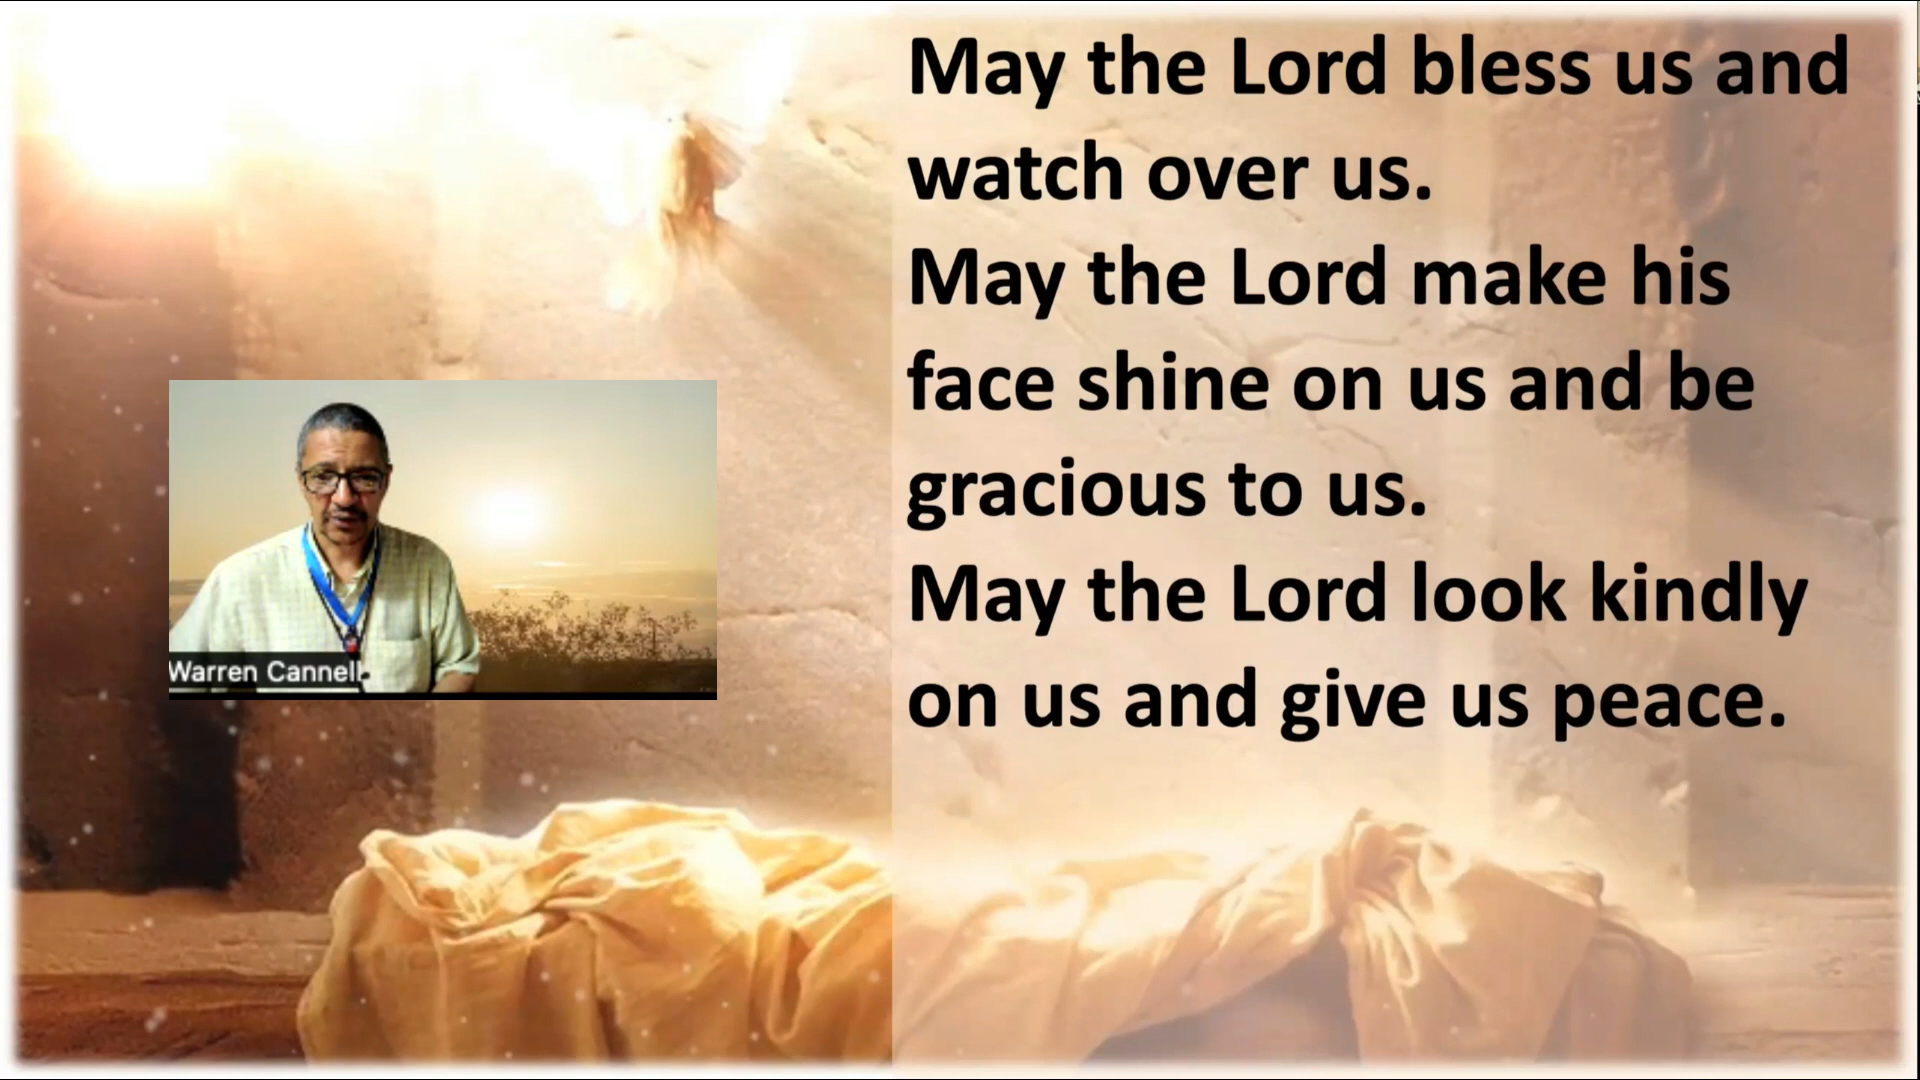 May the Lord bless us and
watch over us.
May the Lord make his
face shine on us and be
gracious to us.
May the Lord look kindly
on us and give us peace.
Warren Cannell